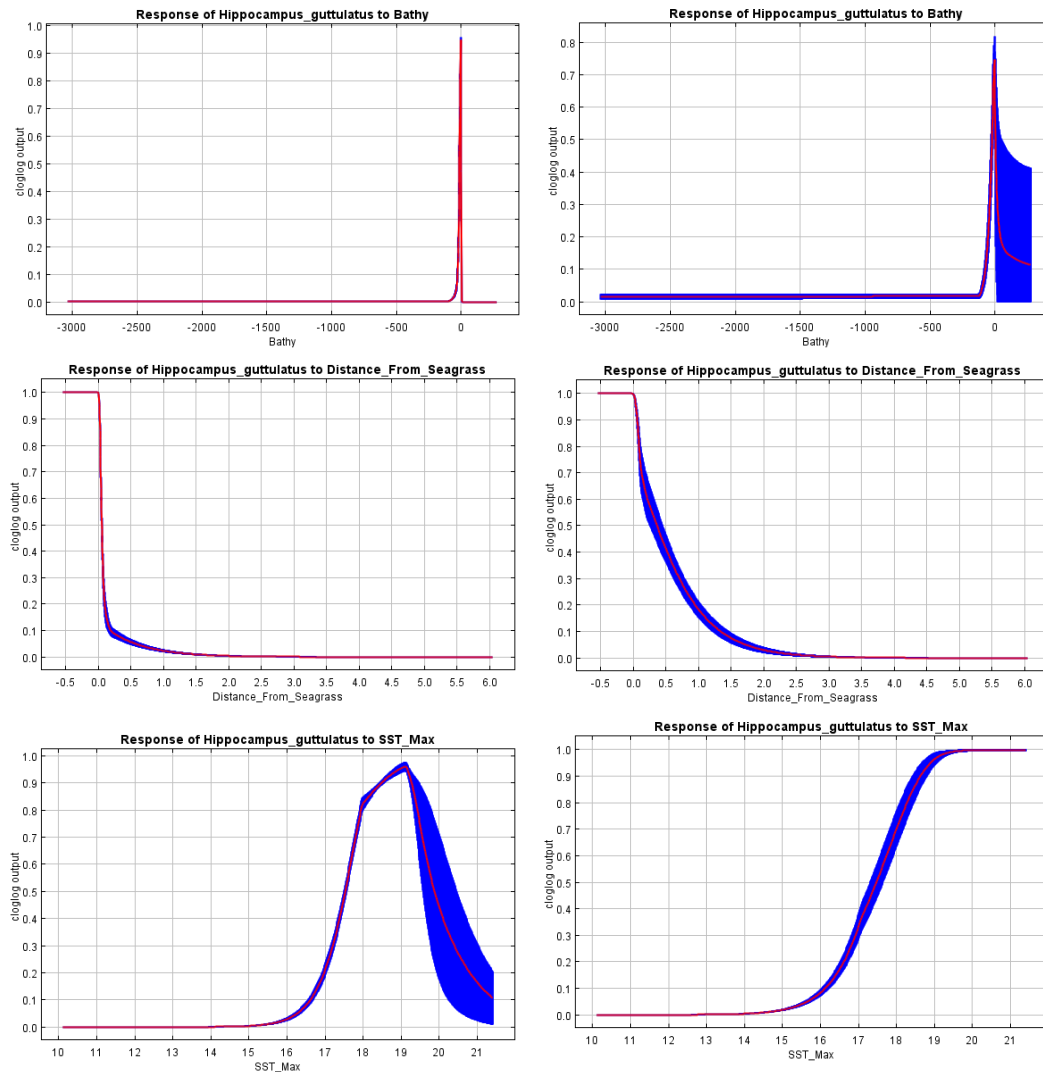 Response of Hippocampus_guttulatus to Bathy
1.0
0.9
0.8
0.7
0.6
0.5
0.4
0.3
0.2
0.1
0.0
cloglog output
-3000 -2500 -2000 -1500 -1000 -500 0
Bathy
Response of Hippocampus_guttulatus to Bathy
0.8
0.7
0.6
0.5
0.4
0.3
0.2
0.1
0.0
cloglog output
-3000 -2500 -2000 -1500 -1000 -500 0
Bathy
Response of Hippocampus_guttulatus to Distance_From_Seagrass
1.0
0.9
0.8
0.7
0.6
0.5
0.4
0.3
0.2
0.1
0.0
cloglog output
-0.5 0.0 0.5 1.0 1.5 2.0 2.5 3.0 3.5 4.0 4.5 5.0 5.5 6.0
Distance_From_Seagrass
Response of Hippocampus_guttulatus to Distance_From_Seagrass
1.0
0.9
0.8
0.7
0.6
0.5
0.4
0.3
0.2
0.1
0.0
cloglog output
-0.5 0.0 0.5 1.0 1.5 2.0 2.5 3.0 3.5 4.0 4.5 5.0 5.5 6.0
Distance_From_Seagrass
Response of Hippocampus_guttulatus to SST_Max
1.0
0.9
0.8
0.7
0.6
0.5
0.4
0.3
0.2
0.1
0.0
cloglog output
10 11 12 13 14 15 16 17 18 19 20 21
SST_Max
Response of Hippocampus_guttulatus to SST_Max
1.0
0.9
0.8
0.7
0.6
0.5
0.4
0.3
0.2
0.1
0.0
cloglog output
10 11 12 13 14 15 16 17 18 19 20 21
SST_Max